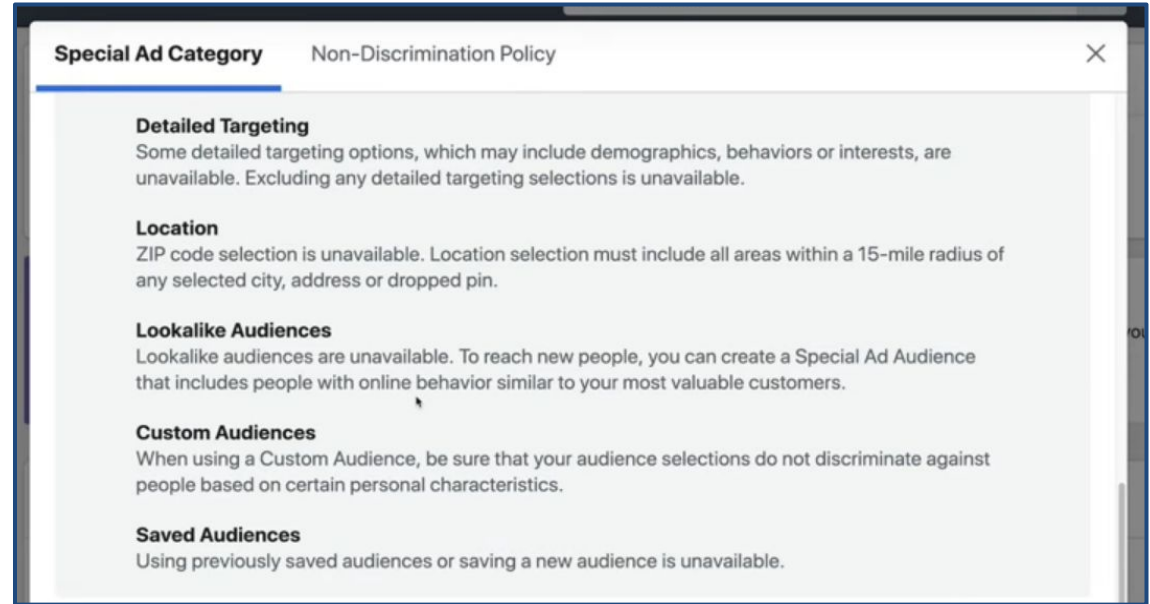 Special Ad Category Non-Discrimination Policy
Detailed Targeting
Some detailed targeting options, which may include demographics, behaviors or interests, are
unavailable. Excluding any detailed targeting selections is unavailable.
Location
ZIP code selection is unavailable. Location selection must include all areas within a 15-mile radius of
any selected city, address or dropped pin.
Lookalike Audiences
Lookalike audiences are unavailable. To reach new people, you can create a Special Ad Audience
that includes people with online behavior similar to your most valuable customers.
Custom Audiences
When using a Custom Audience, be sure that your audience selections do not discriminate against
people based on certain personal characteristics.
Saved Audiences
Using previously saved audiences or saving a new audience is unavailable.